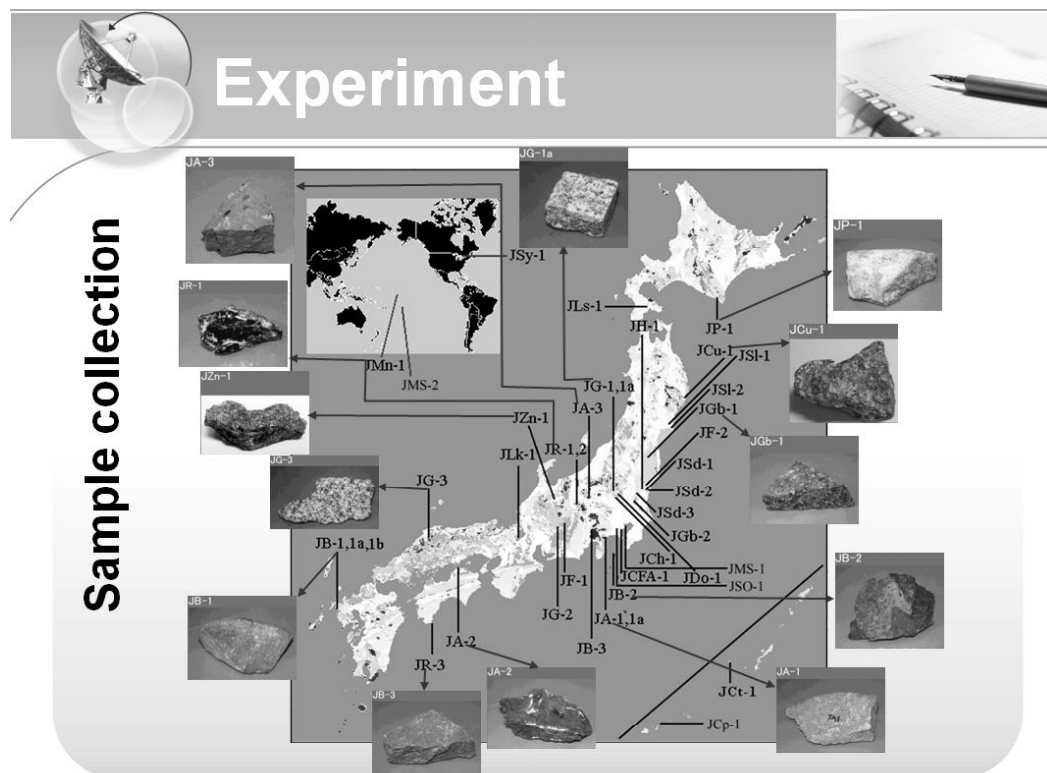 Experiment
Sample collection
JA-3
JG-1a
JP-1
JR-1
JCu-1
JZn-1
JGb-1
JG-3
JB-2
JB-1
JA-2
JA-1
JB-3
JSy-1
JMn-1
JMS-2
JLs-1
JH-1
JP-1
JCu-1
JSl-1
JG-1,1a
JSl-2
JA-3
JGb-1
JZn-1
JF-2
JR-1,2
JLk-1
JSd-1
JG-3
JSd-2
JSd-3
JGb-2
JB-1,1a,1b
JCh-1
JMS-1
JF-1
JCFA-1
JDo-1
JSO-1
JB-2
JG-2
JA-1,1a
JA-2
JB-3
JR-3
JCt-1
JCp-1